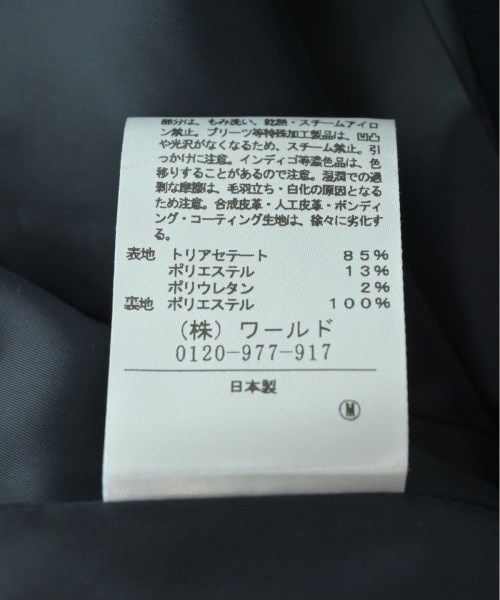 部分は、もみ洗い、乾熱・スチームアイロ
ン禁止。プリーツ等特殊加工製品は、凹凸
や光沢がなくなるため、スチーム禁止。引
っかけに注意。インディゴ等濃色品は、色
移りすることがあるので注意。湿潤での過
剰な摩擦は、毛羽立ち・白化の原因となる
ため注意。合成皮革・人工皮革・ボンディ
ング・コーティング生地は、徐々に劣化す
る。
表地 トリアセテート 85%
ポリエステル 13%
ポリウレタン 2%
裏地 ポリエステル 100%
(株)ワールド
0120-977-917
日本製
Ⓜ